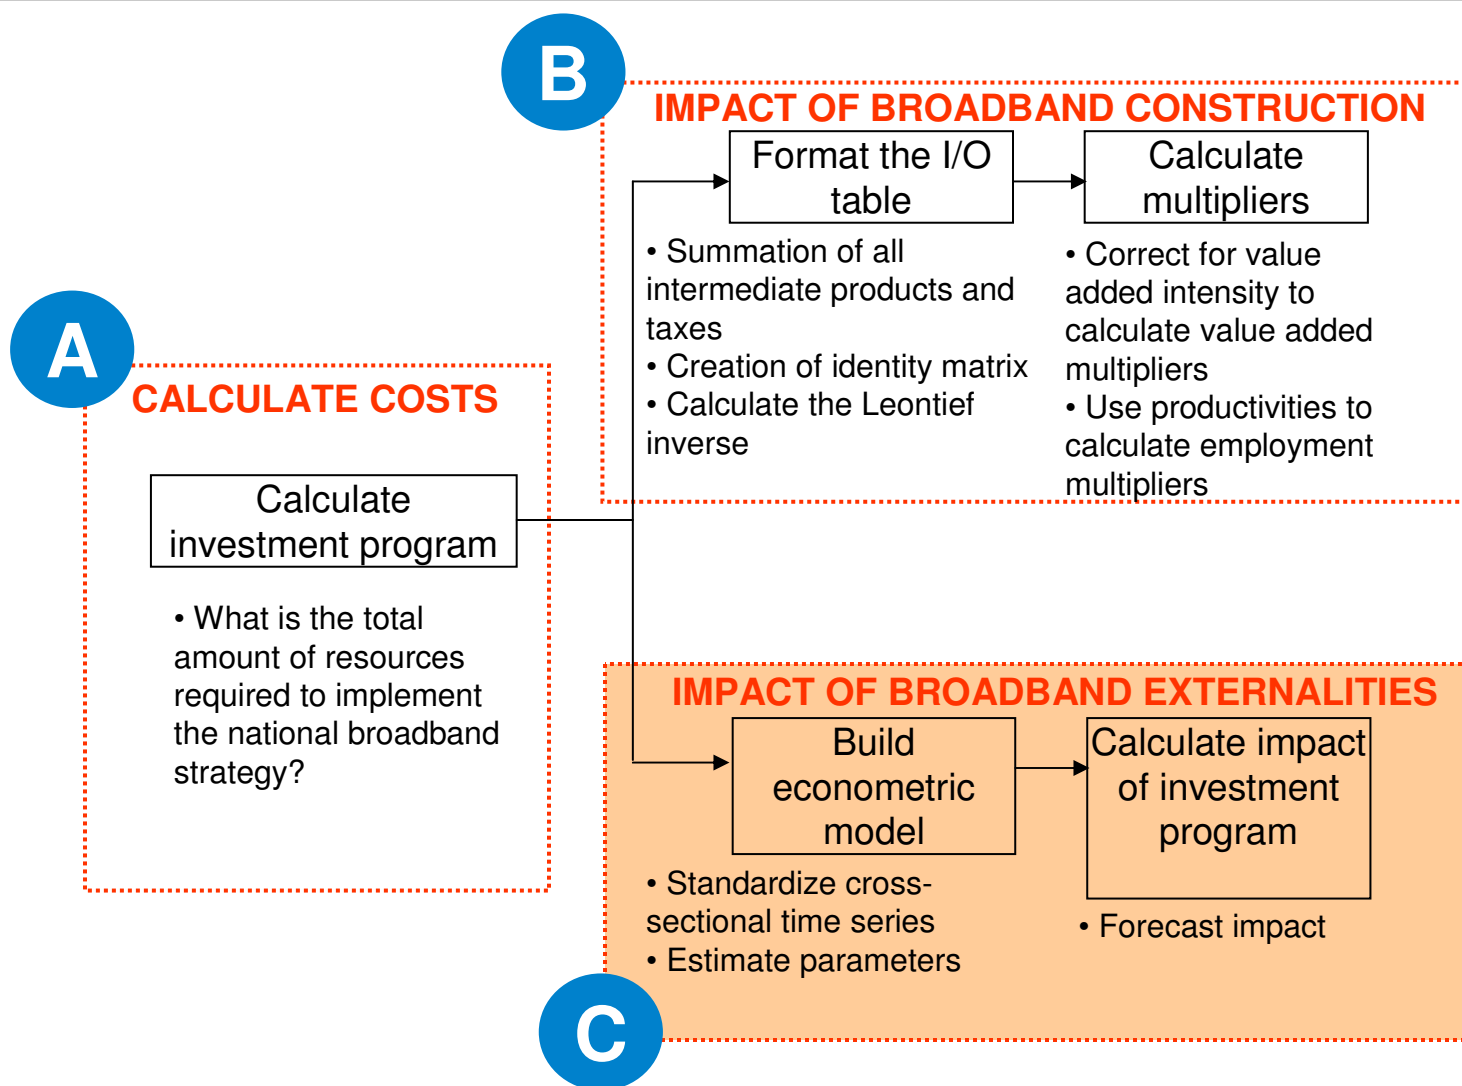 A
CALCULATE COSTS
Calculate
investment program
• What is the total
amount of resources
required to implement
the national broadband
strategy?
B
IMPACT OF BROADBAND CONSTRUCTION
Format the I/O
table
• Summation of all
intermediate products and
taxes
• Creation of identity matrix
• Calculate the Leontief
inverse
Calculate
multipliers
• Correct for value
added intensity to
calculate value added
multipliers
• Use productivities to
calculate employment
multipliers
IMPACT OF BROADBAND EXTERNALITIES
Build
econometric
model
• Standardize cross-
sectional time series
• Estimate parameters
Calculate impact
of investment
program
• Forecast impact
C